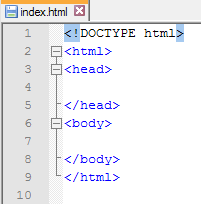 index.html
1 <!DOCTYPE html>
2 <html>
3 <head>
4
5 </head>
6 <body>
7
8 </body>
9 </html>
10